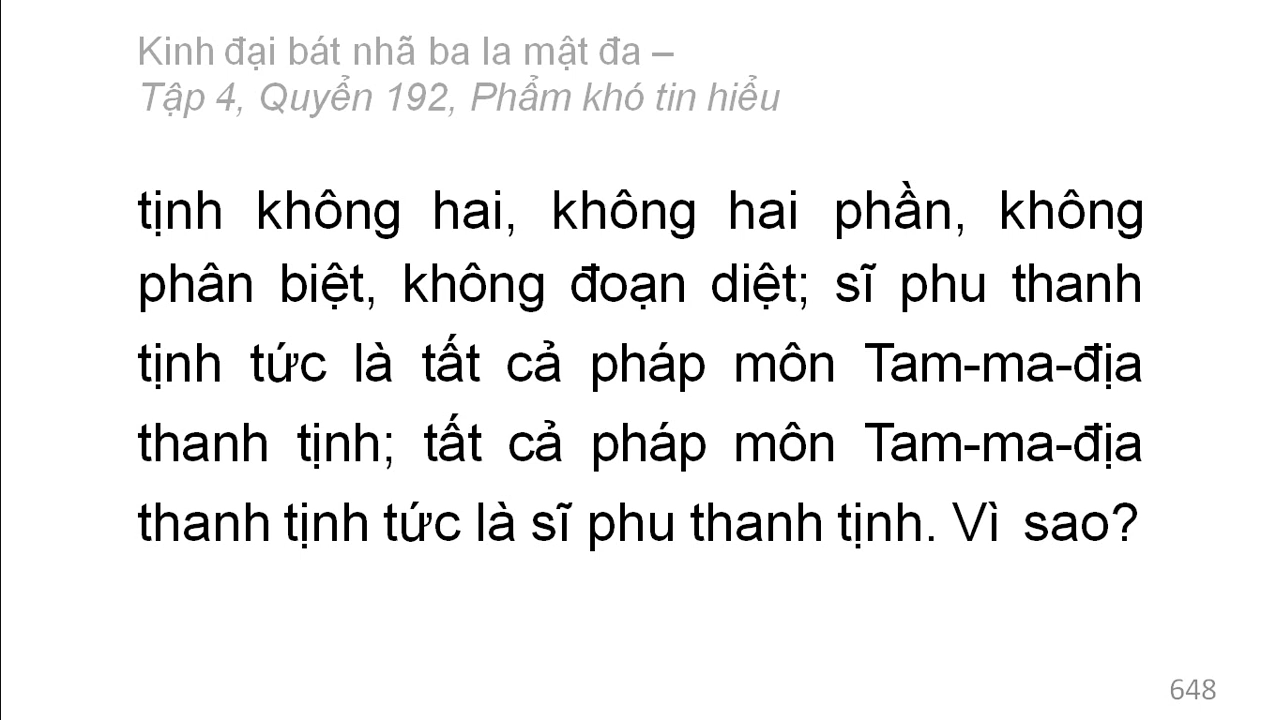 Kinh đại bát nhã ba la mật đa –
Tập 4, Quyển 192, Phẩm khó tin hiểu
tịnh không hai, không hai phần, không
phân biệt, không đoạn diệt; sĩ phu thanh
tịnh tức là tất cả pháp môn Tam-ma-địa
thanh tịnh; tất cả pháp môn Tam-ma-địa
thanh tịnh tức là sĩ phu thanh tịnh. Vì sao?
648